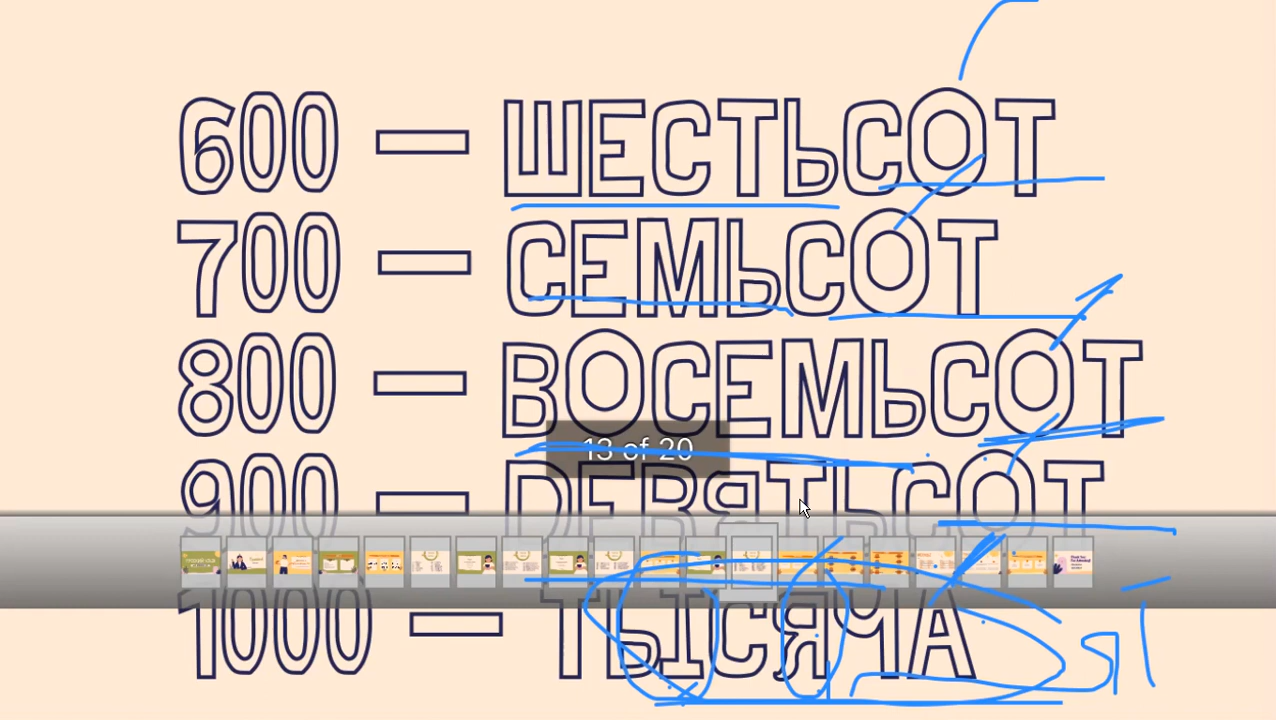 600 — ШЕСТЬСОТ
700 — СЕМЬСОТ
800 — ВОСЕМЬСОТ
13 of 20
900 — ДЕВЯТЬСОТ
1000 — ТЫСЯЧА